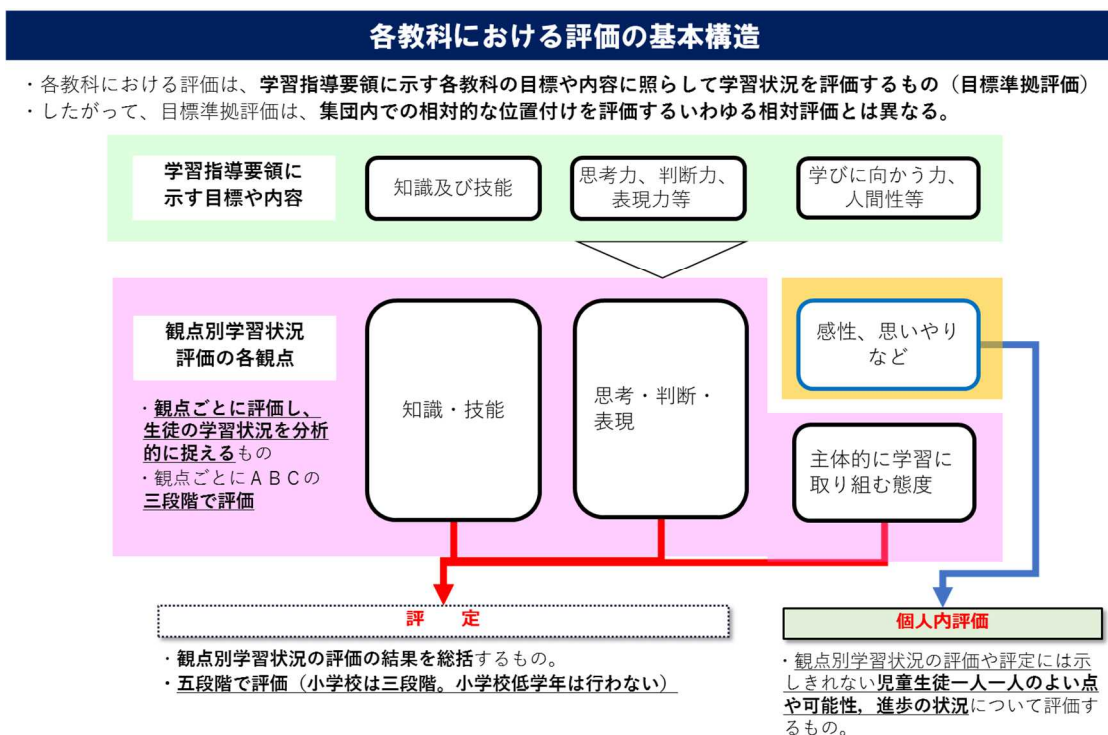 各教科における評価の基本構造
・各教科における評価は、学習指導要領に示す各教科の目標や内容に照らして学習状況を評価するもの（目標準拠評価）
・したがって、目標準拠評価は、集団内での相対的な位置付けを評価するいわゆる相対評価とは異なる。
学習指導要領に
示す目標や内容
知識及び技能
思考力、判断力、
表現力等
学びに向かう力、
人間性等
観点別学習状況
評価の各観点
・観点ごとに評価し、
生徒の学習状況を分析
的に捉えるもの
・観点ごとにＡＢＣの
三段階で評価
知識・技能
思考・判断・
表現
感性、思いやり
など
主体的に学習に
取り組む態度
評　定
・観点別学習状況の評価の結果を総括するもの。
・五段階で評価（小学校は三段階。小学校低学年は行わない）
個人内評価
・観点別学習状況の評価や評定には示
しきれない児童生徒一人一人のよい点
や可能性，進歩の状況について評価す
るもの。